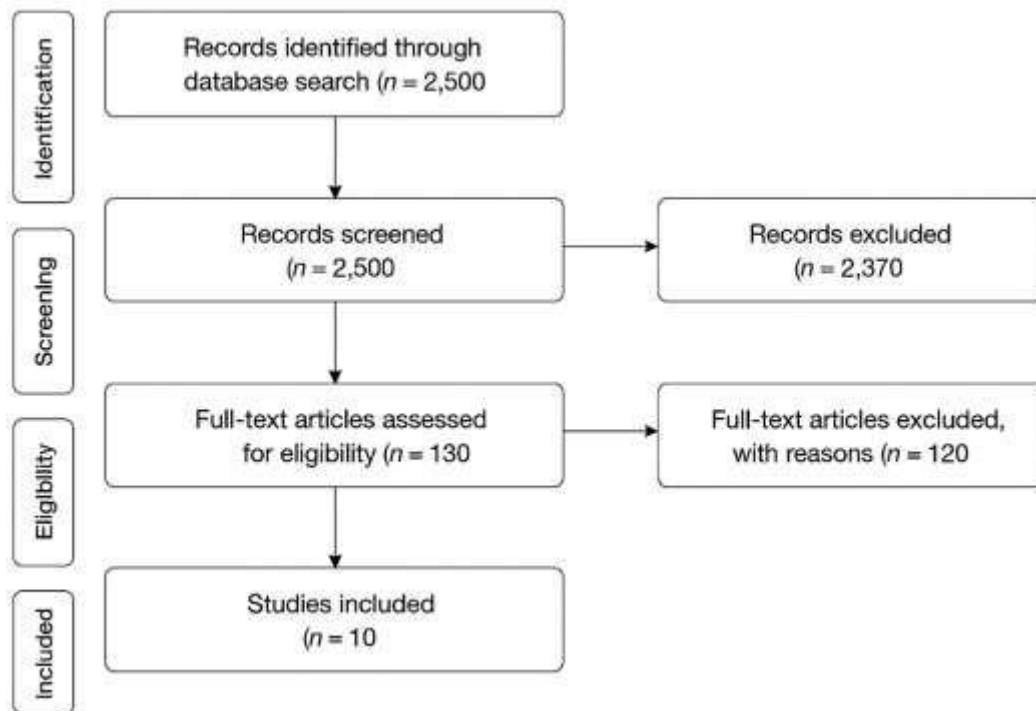 Identification
Records identified through
database search (n = 2,500
Screening
Records screened
(n = 2,500
Records excluded
(n = 2,370
Eligibility
Full-text articles assessed
for eligibility (n = 130
Full-text articles excluded,
with reasons (n = 120
Included
Studies included
(n = 10